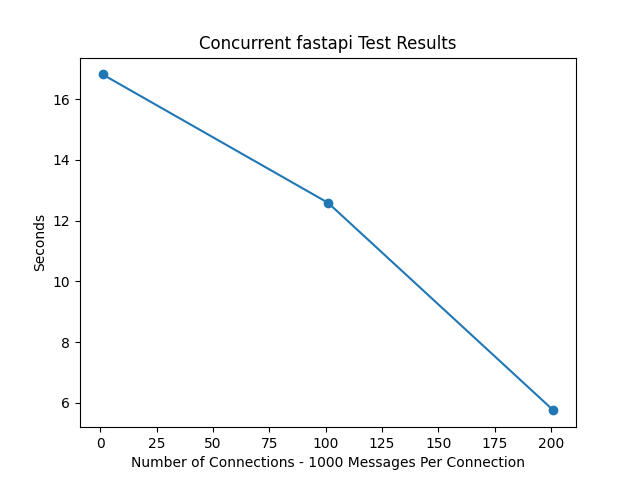 Concurrent fastapi Test Results
16
14
12
10
8
6
Seconds
0 25 50 75 100 125 150 175 200
Number of Connections - 1000 Messages Per Connection